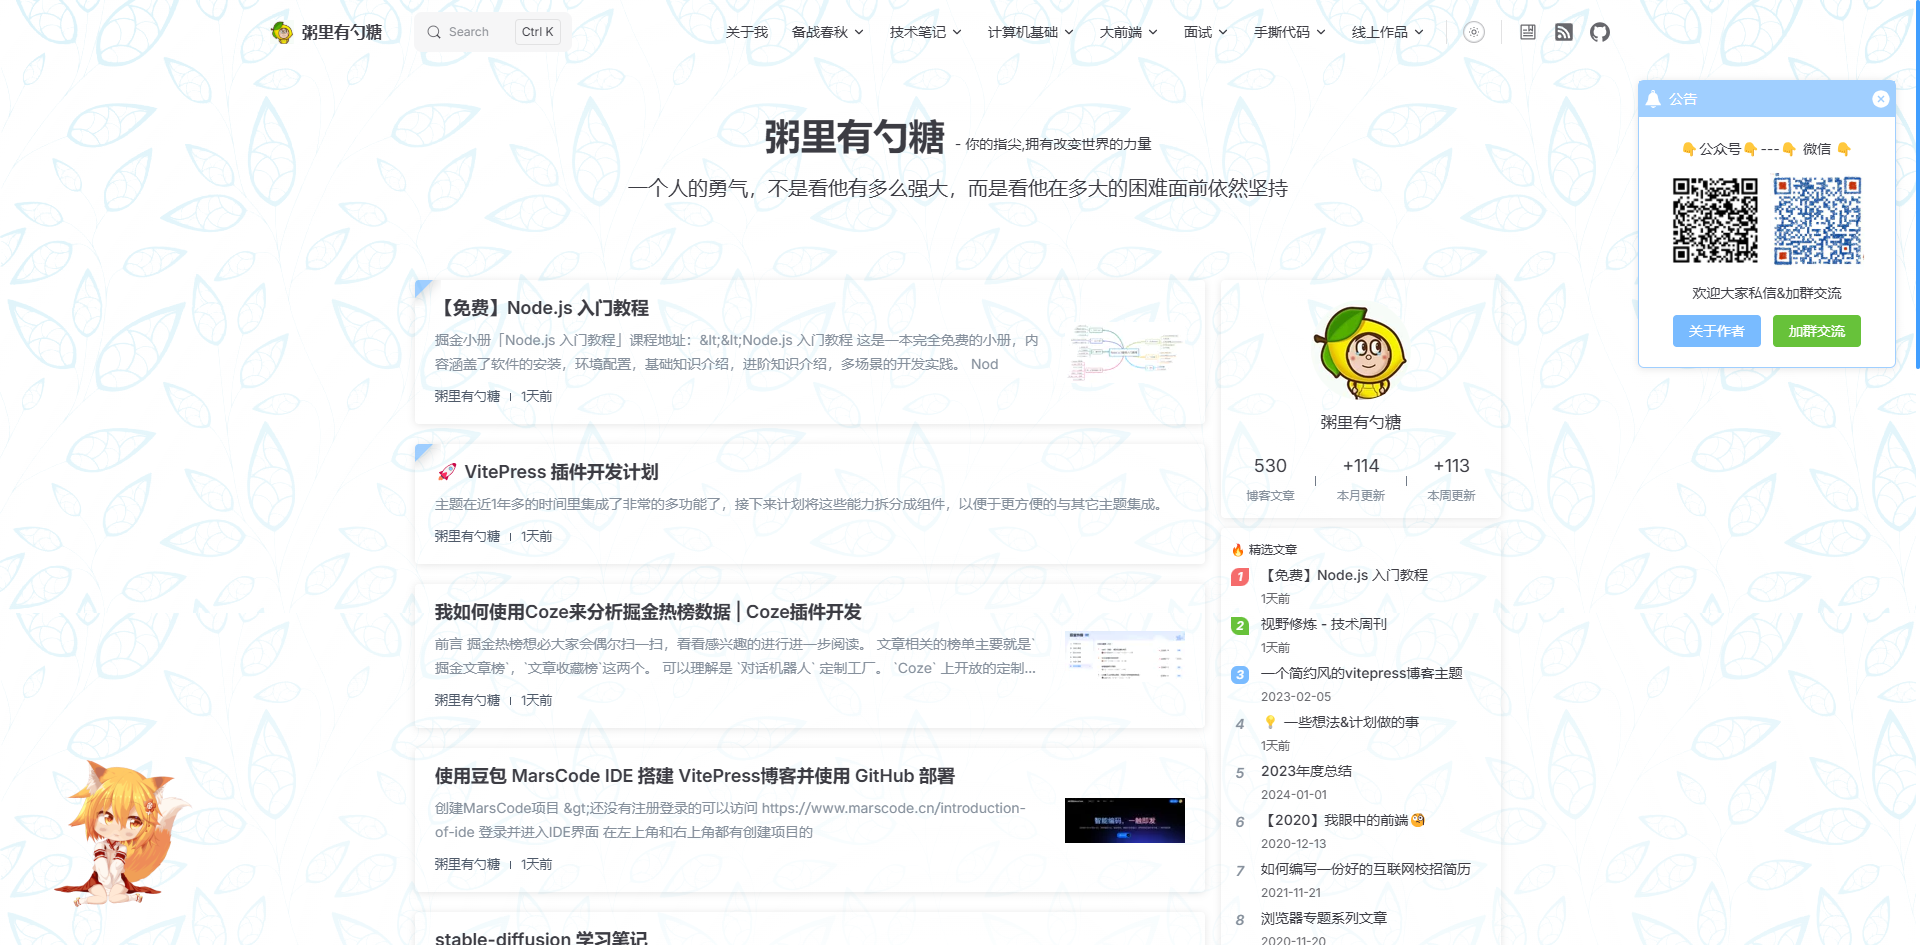 粥里有勺糖
Search
Ctrl K
关于我
备战春秋
技术笔记
计算机基础
大前端
面试
手撕代码
线上作品
公告
👇公众号👇---👇 微信 👇
欢迎大家私信&加群交流
关于作者
加群交流
粥里有勺糖 - 你的指尖,拥有改变世界的力量
一个人的勇气，不是看他有多么强大，而是看他在多大的困难面前依然坚持
【免费】Node.js 入门教程
掘金小册「Node.js 入门教程」课程地址：&lt;&lt;Node.js 入门教程 这是一本完全免费的小册，内
容涵盖了软件的安装，环境配置，基础知识介绍，进阶知识介绍，多场景的开发实践。 Nod
粥里有勺糖
1天前
🚀 VitePress 插件开发计划
主题在近1年多的时间里集成了非常的多功能了，接下来计划将这些能力拆分成组件，以便于更方便的与其它主题集成。
粥里有勺糖
1天前
我如何使用Coze来分析掘金热榜数据 | Coze插件开发
前言 掘金热榜想必大家会偶尔扫一扫，看看感兴趣的进行进一步阅读。 文章相关的榜单主要就是`
掘金文章榜`，`文章收藏榜`这两个。 可以理解是 `对话机器人` 定制工厂。 `Coze` 上开放的定制...
粥里有勺糖
1天前
使用豆包 MarsCode IDE 搭建 VitePress博客并使用 GitHub 部署
创建MarsCode项目 &gt;还没有注册登录的可以访问 https://www.marscode.cn/introduction-
of-ide 登录并进入IDE界面 在左上角和右上角都有创建项目的
智能编码，一触即发
粥里有勺糖
1天前
stable-diffusion 学习笔记
粥里有勺糖
530
博客文章
+114
本月更新
+113
本周更新
🔥 精选文章
1
【免费】Node.js 入门教程
1天前
2
视野修炼 - 技术周刊
1天前
3
一个简约风的vitepress博客主题
2023-02-05
4
💡 一些想法&计划做的事
1天前
5
2023年度总结
2024-01-01
6
【2020】我眼中的前端🧐
2020-12-13
7
如何编写一份好的互联网校招简历
2021-11-21
8
浏览器专题系列文章
2020-11-20